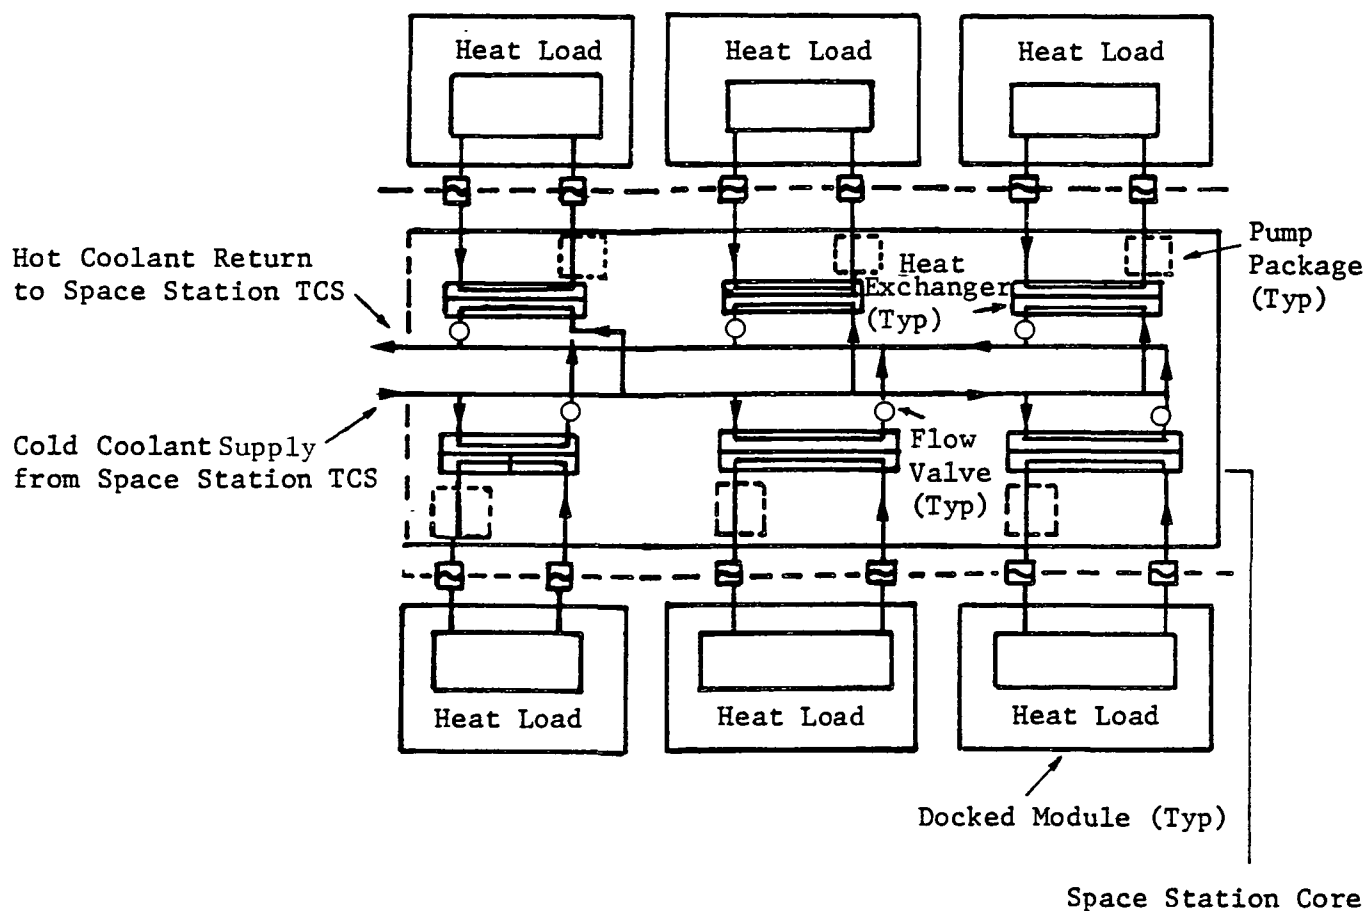 Heat Load
Heat Load
Heat Load
Hot Coolant Return
to Space Station TCS
Heat
Exchanger
(Typ)
Pump
Package
(Typ)
Cold Coolant Supply
from Space Station TCS
Flow
Valve
(Typ)
Heat Load
Heat Load
Heat Load
Docked Module (Typ)
Space Station Core